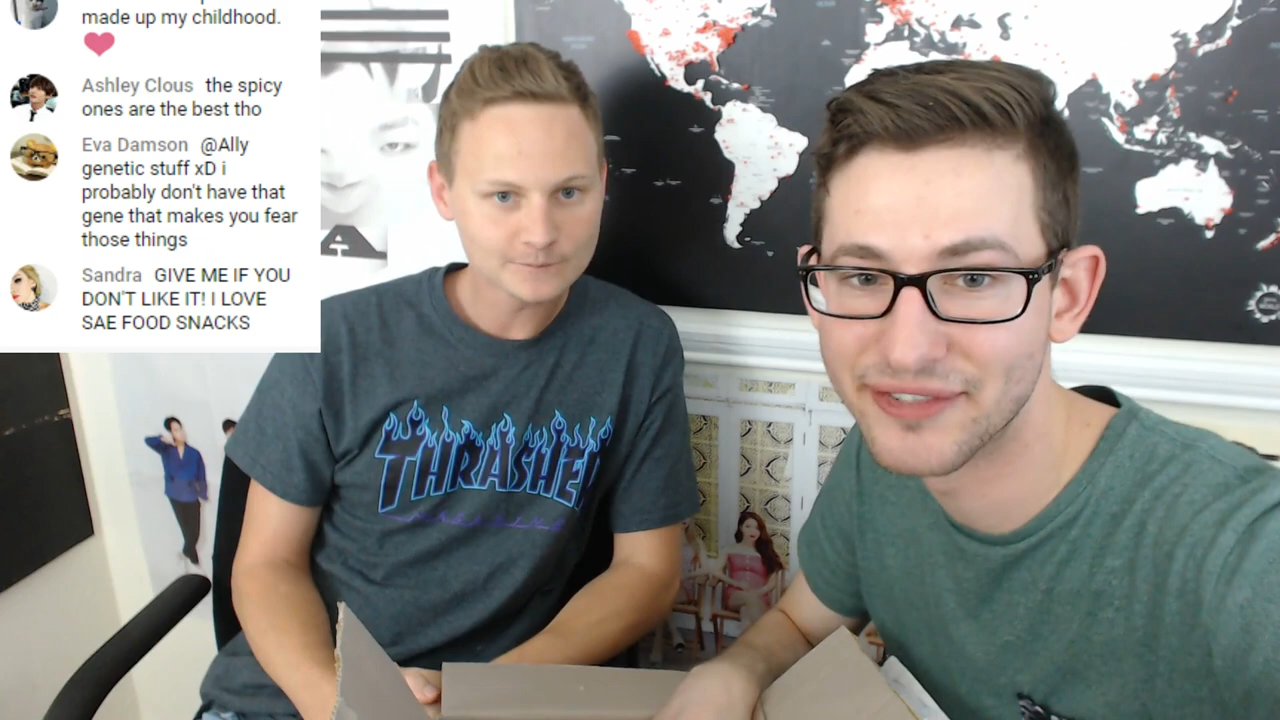 made up my childhood.
Ashley Clous the spicy
ones are the best tho
Eva Damson @Ally
genetic stuff xD i
probably don't have that
gene that makes you fear
those things
Sandra GIVE ME IF YOU
DON'T LIKE IT! I LOVE
SAE FOOD SNACKS
THRASHER